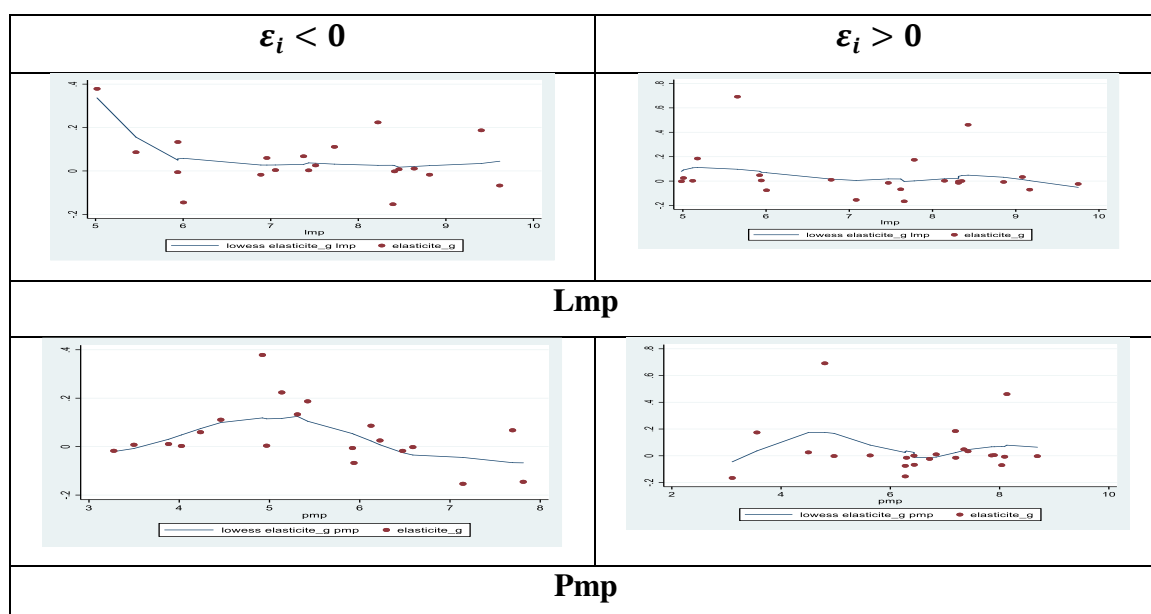 εᵢ < 0
εᵢ > 0
.4
.2
0
-.2
5 6 7 8 9 10
lmp
lowess elasticite_g lmp elasticite_g
.8
.6
.4
.2
0
-.2
5 6 7 8 9 10
lmp
lowess elasticite_g lmp elasticite_g
Lmp
.4
.2
0
-.2
3 4 5 6 7 8
pmp
lowess elasticite_g pmp elasticite_g
.8
.6
.4
.2
0
-.2
2 4 6 8 10
pmp
lowess elasticite_g pmp elasticite_g
Pmp